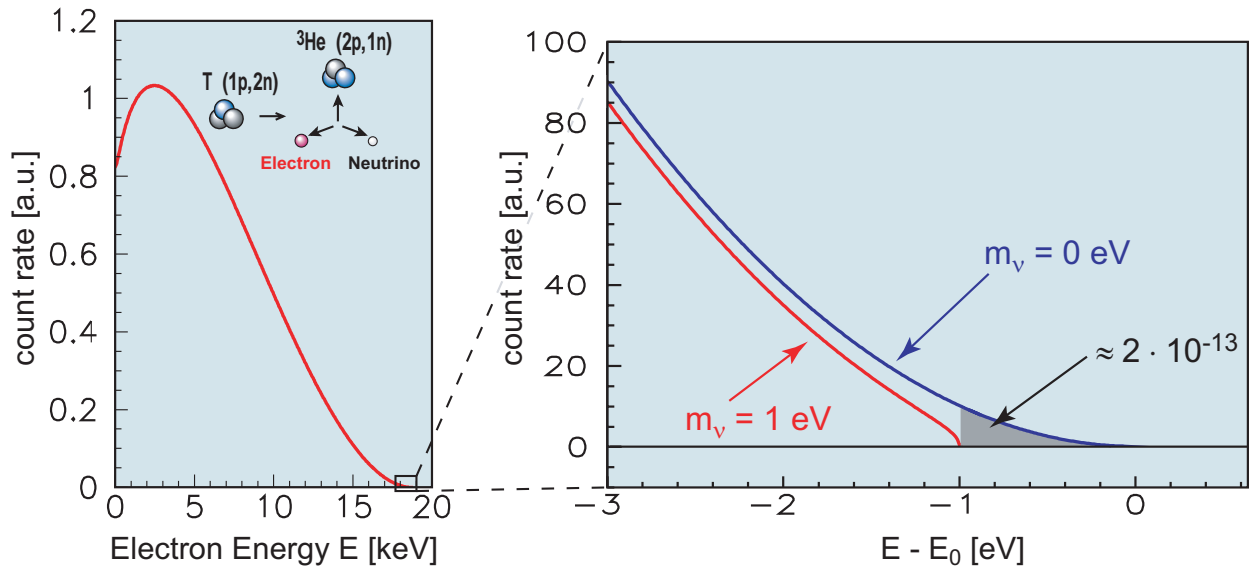 1.2
1
0.8
0.6
0.4
0.2
0
count rate [a.u.]
³He (2p,1n)
T (1p,2n)
Electron
Neutrino
0 5 10 15 20
Electron Energy E [keV]
100
80
60
40
20
0
count rate [a.u.]
mᵥ = 0 eV
≈ 2 · 10⁻¹³
mᵥ = 1 eV
−3 −2 −1 0
E - E₀ [eV]